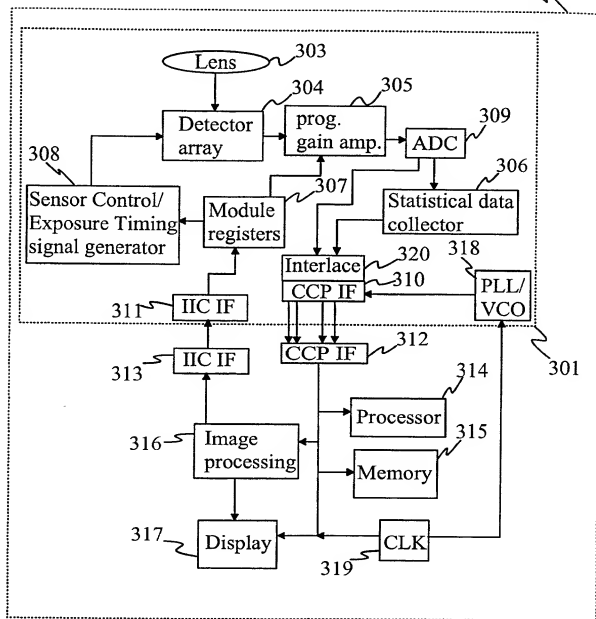 Lens
303
304
305
Detector
array
prog.
gain amp.
309
ADC
308
Sensor Control/
Exposure Timing
signal generator
307
Module
registers
306
Statistical data
collector
320
Interlace
310
CCP IF
318
PLL/
VCO
311
IIC IF
301
313
IIC IF
CCP IF
312
314
Processor
316
Image
processing
315
Memory
317
Display
319
CLK